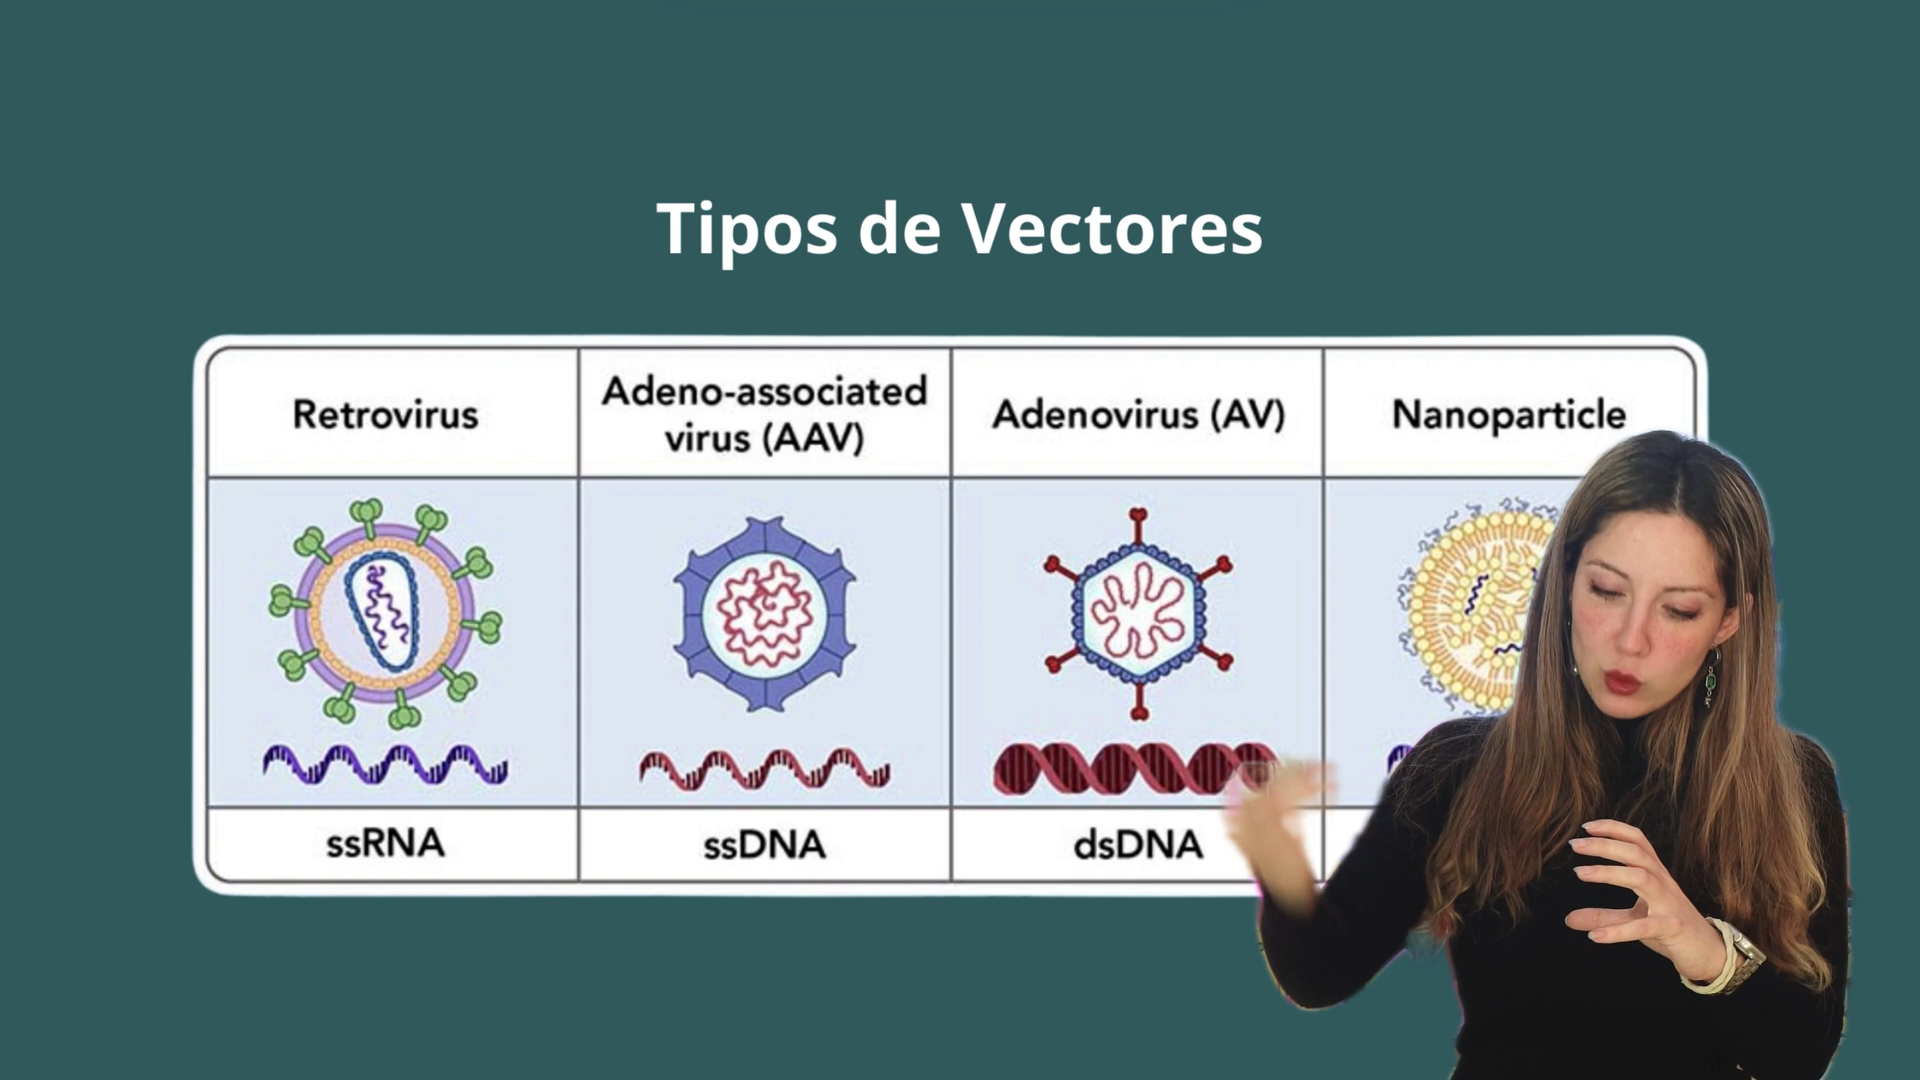 Tipos de Vectores
Retrovirus
Adeno-associated
virus (AAV)
Adenovirus (AV)
Nanoparticle
ssRNA
ssDNA
dsDNA